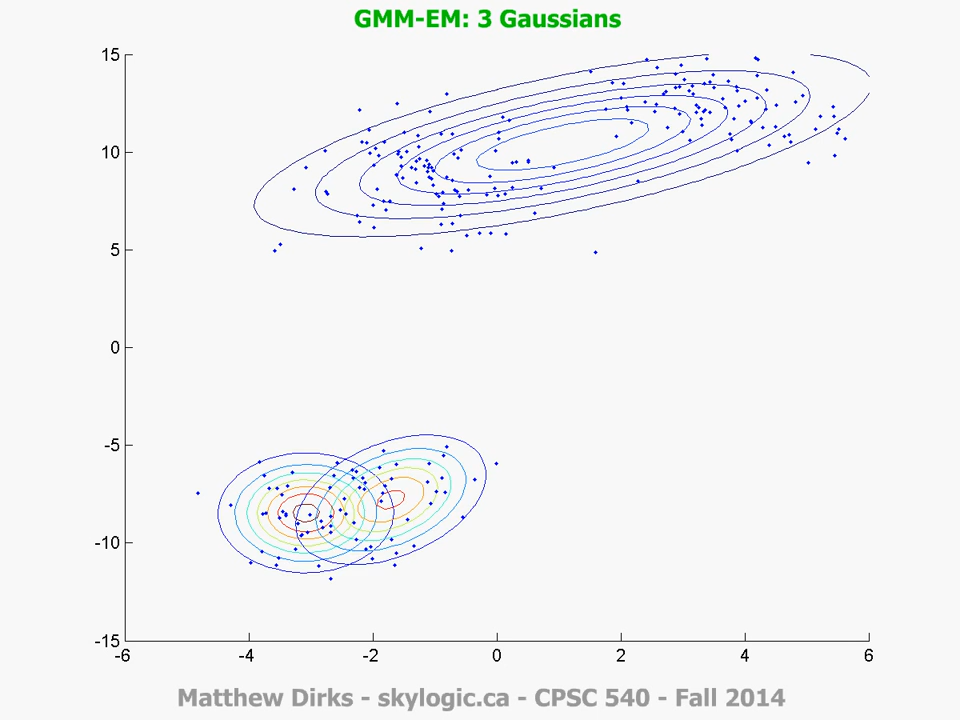 GMM-EM: 3 Gaussians
15
10
5
0
-5
-10
-15
-6 -4 -2 0 2 4 6
Matthew Dirks - skylogic.ca - CPSC 540 - Fall 2014